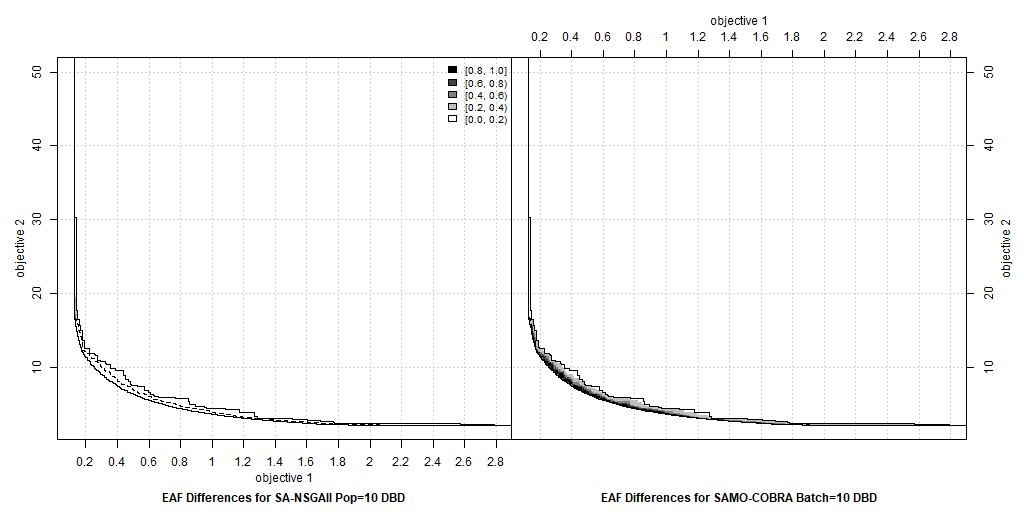 objective 1
0.2 0.4 0.6 0.8 1 1.2 1.4 1.6 1.8 2 2.2 2.4 2.6 2.8
50
40
30
20
10
objective 2
[0.8, 1.0]
[0.6, 0.8)
[0.4, 0.6)
[0.2, 0.4)
[0.0, 0.2)
50
40
30
20
10
objective 2
0.2 0.4 0.6 0.8 1 1.2 1.4 1.6 1.8 2 2.2 2.4 2.6 2.8
objective 1
EAF Differences for SA-NSGAII Pop=10 DBD
EAF Differences for SAMO-COBRA Batch=10 DBD